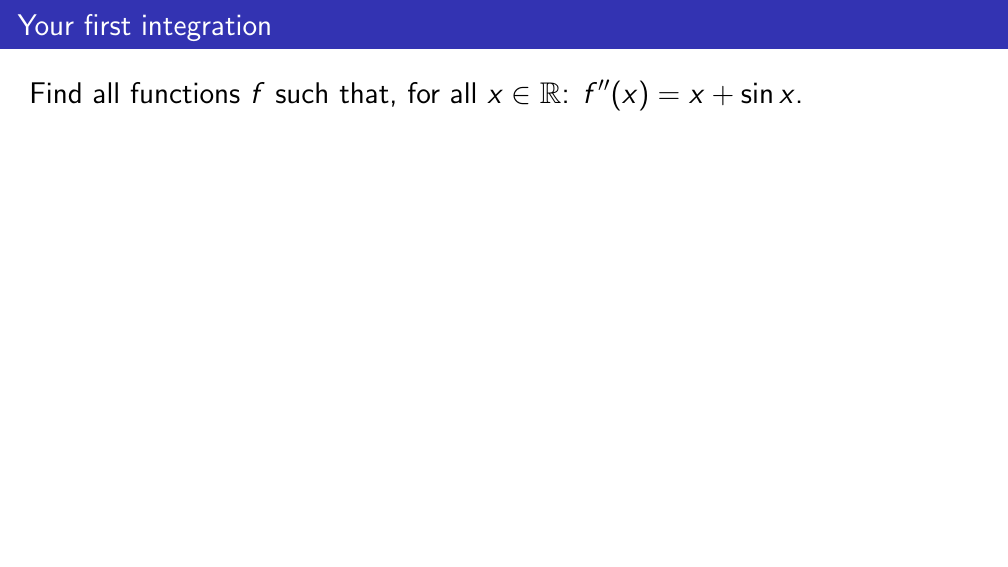 Your first integration
Find all functions f such that, for all x ∈ ℝ: f″(x) = x + sin x.